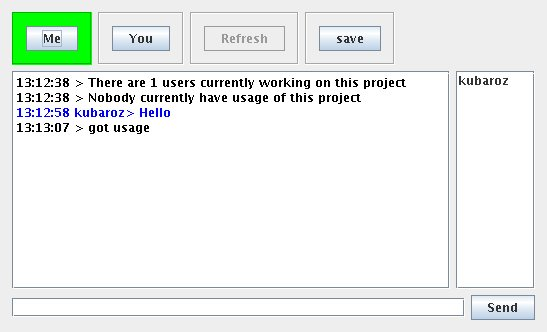 Me You Refresh save
13:12:38 > There are 1 users currently working on this project
13:12:38 > Nobody currently have usage of this project
13:12:58 kubaroz> Hello
13:13:07 > got usage
kubaroz
Send